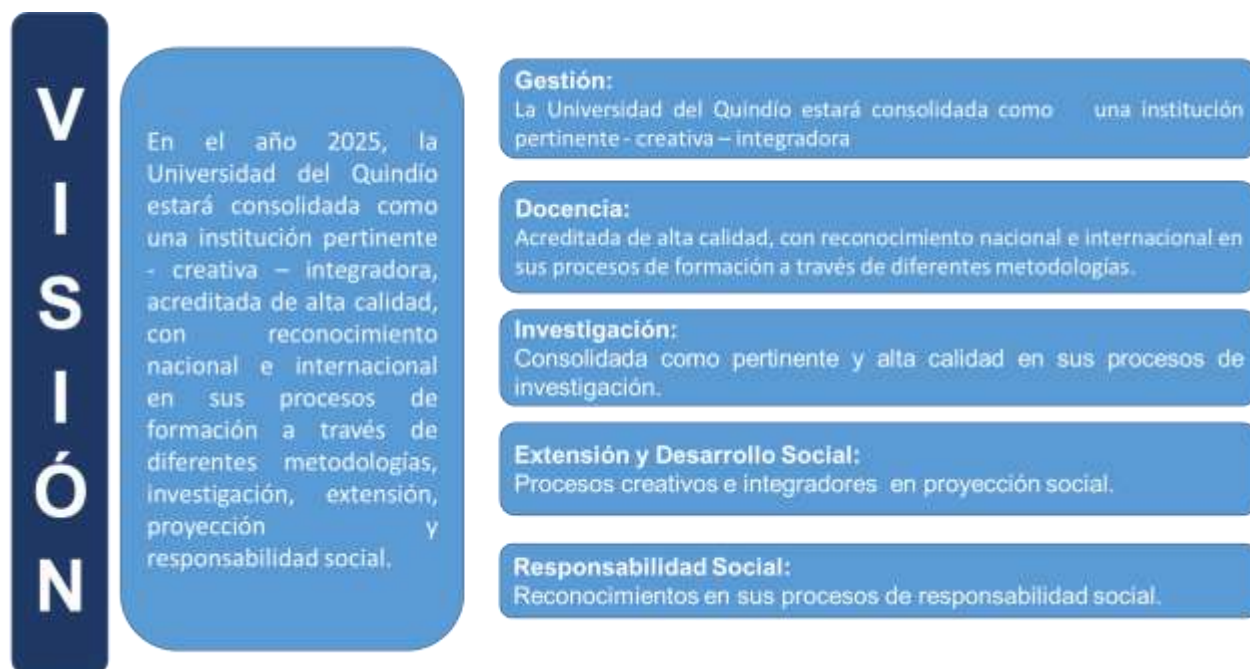 VISIÓN
En el año 2025, la
Universidad del Quindío
estará consolidada como
una institución pertinente
- creativa – integradora,
acreditada de alta calidad,
con reconocimiento
nacional e internacional
en sus procesos de
formación a través de
diferentes metodologías,
investigación, extensión,
proyección y
responsabilidad social.
Gestión:
La Universidad del Quindío estará consolidada como una institución
pertinente - creativa – integradora
Docencia:
Acreditada de alta calidad, con reconocimiento nacional e internacional en
sus procesos de formación a través de diferentes metodologías.
Investigación:
Consolidada como pertinente y alta calidad en sus procesos de
investigación.
Extensión y Desarrollo Social:
Procesos creativos e integradores en proyección social.
Responsabilidad Social:
Reconocimientos en sus procesos de responsabilidad social.